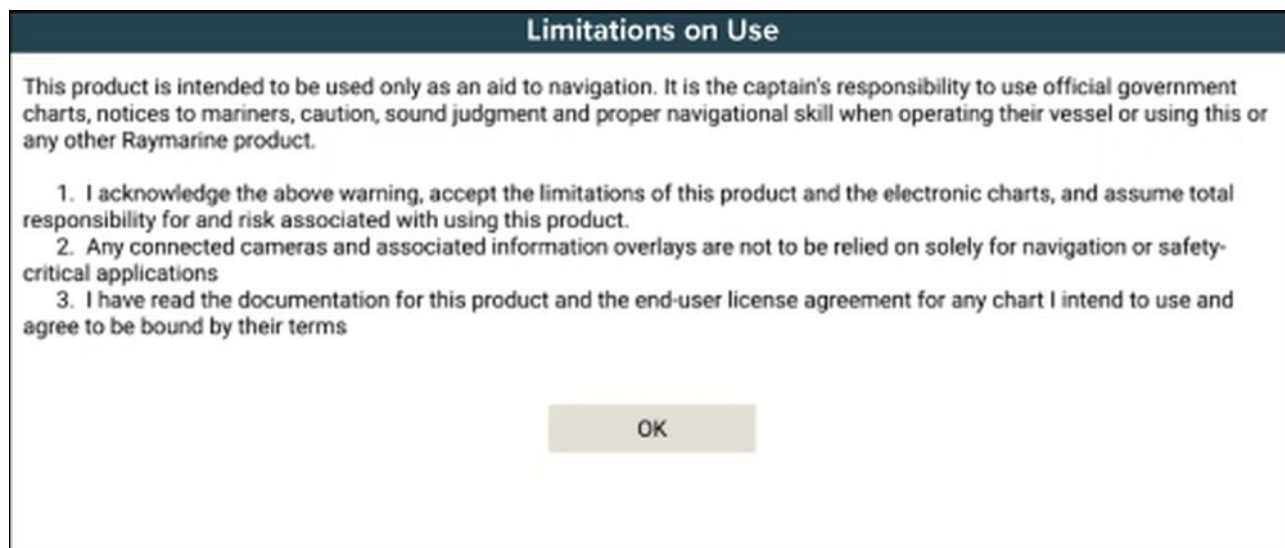 Limitations on Use
This product is intended to be used only as an aid to navigation. It is the captain's responsibility to use official government
charts, notices to mariners, caution, sound judgment and proper navigational skill when operating their vessel or using this or
any other Raymarine product.
1. I acknowledge the above warning, accept the limitations of this product and the electronic charts, and assume total
responsibility for and risk associated with using this product.
2. Any connected cameras and associated information overlays are not to be relied on solely for navigation or safety-
critical applications
3. I have read the documentation for this product and the end-user license agreement for any chart I intend to use and
agree to be bound by their terms
OK